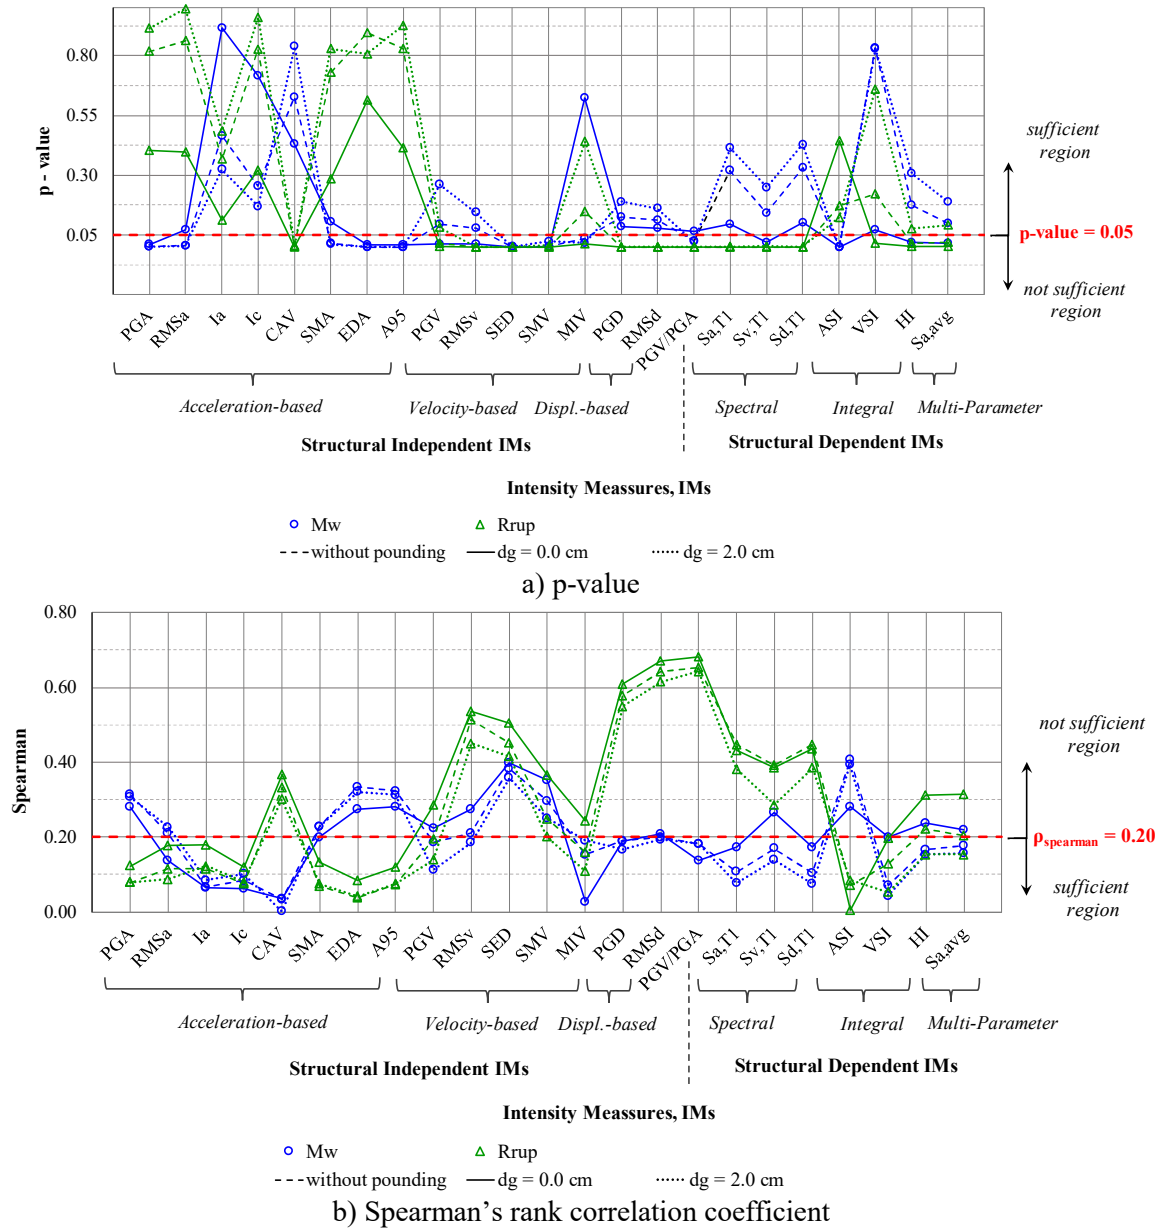 0.80
0.55
0.30
0.05
p - value
sufficient
region
p-value = 0.05
not sufficient
region
PGA RMSa Ia Ic CAV SMA EDA A95 PGV RMSv SED SMV MIV PGD RMSd PGV/PGA Sa,T1 Sv,T1 Sd,T1 ASI VSI HI Sa,avg
Acceleration-based Velocity-based Displ.-based Spectral Integral Multi-Parameter
Structural Independent IMs Structural Dependent IMs
Intensity Meassures, IMs
Mw Rrup
without pounding dg = 0.0 cm dg = 2.0 cm
a) p-value
0.80
0.60
0.40
0.20
0.00
Spearman
not sufficient
region
ρspearman = 0.20
sufficient
region
PGA RMSa Ia Ic CAV SMA EDA A95 PGV RMSv SED SMV MIV PGD RMSd PGV/PGA Sa,T1 Sv,T1 Sd,T1 ASI VSI HI Sa,avg
Acceleration-based Velocity-based Displ.-based Spectral Integral Multi-Parameter
Structural Independent IMs Structural Dependent IMs
Intensity Meassures, IMs
Mw Rrup
without pounding dg = 0.0 cm dg = 2.0 cm
b) Spearman's rank correlation coefficient